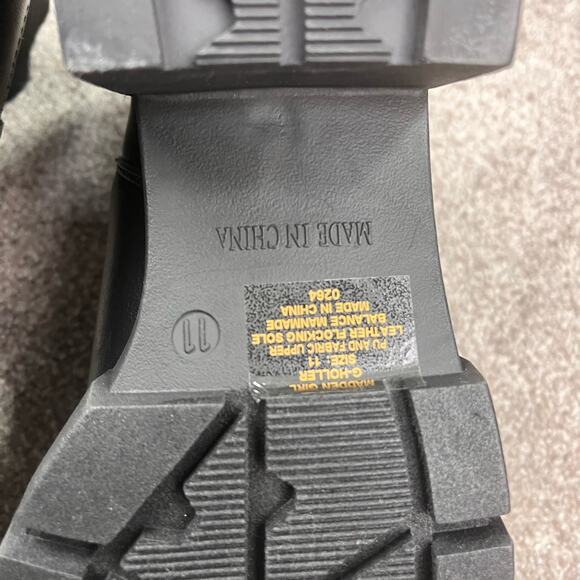 MADE IN CHINA
11
MADDEN GIRL
G-HOLLER
SIZE: 11
PU AND FABRIC UPPER
LEATHER FLOCKING SOLE
BALANCE MANMADE
MADE IN CHINA
0264